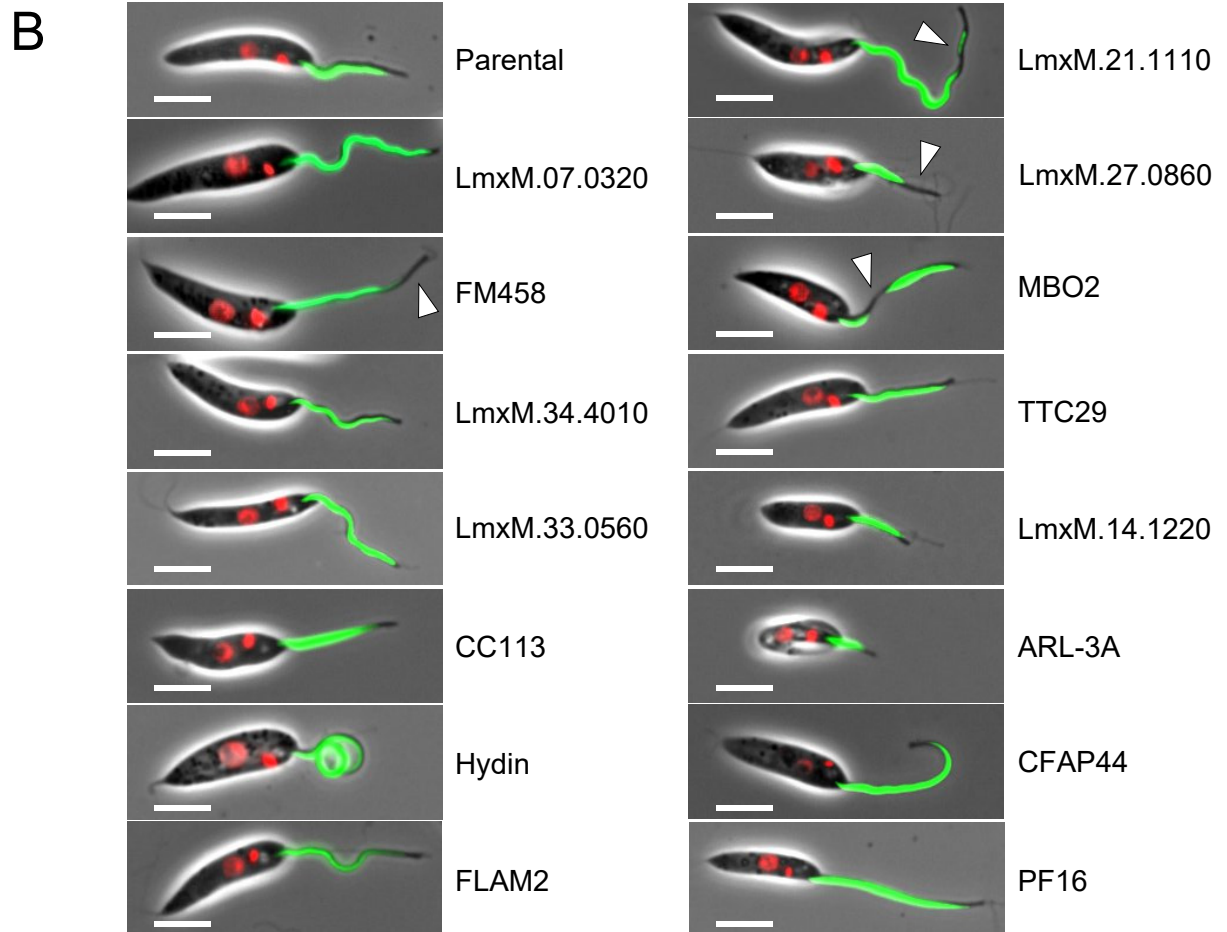 B
Parental
LmxM.07.0320
FM458
LmxM.34.4010
LmxM.33.0560
CC113
Hydin
FLAM2
LmxM.21.1110
LmxM.27.0860
MBO2
TTC29
LmxM.14.1220
ARL-3A
CFAP44
PF16